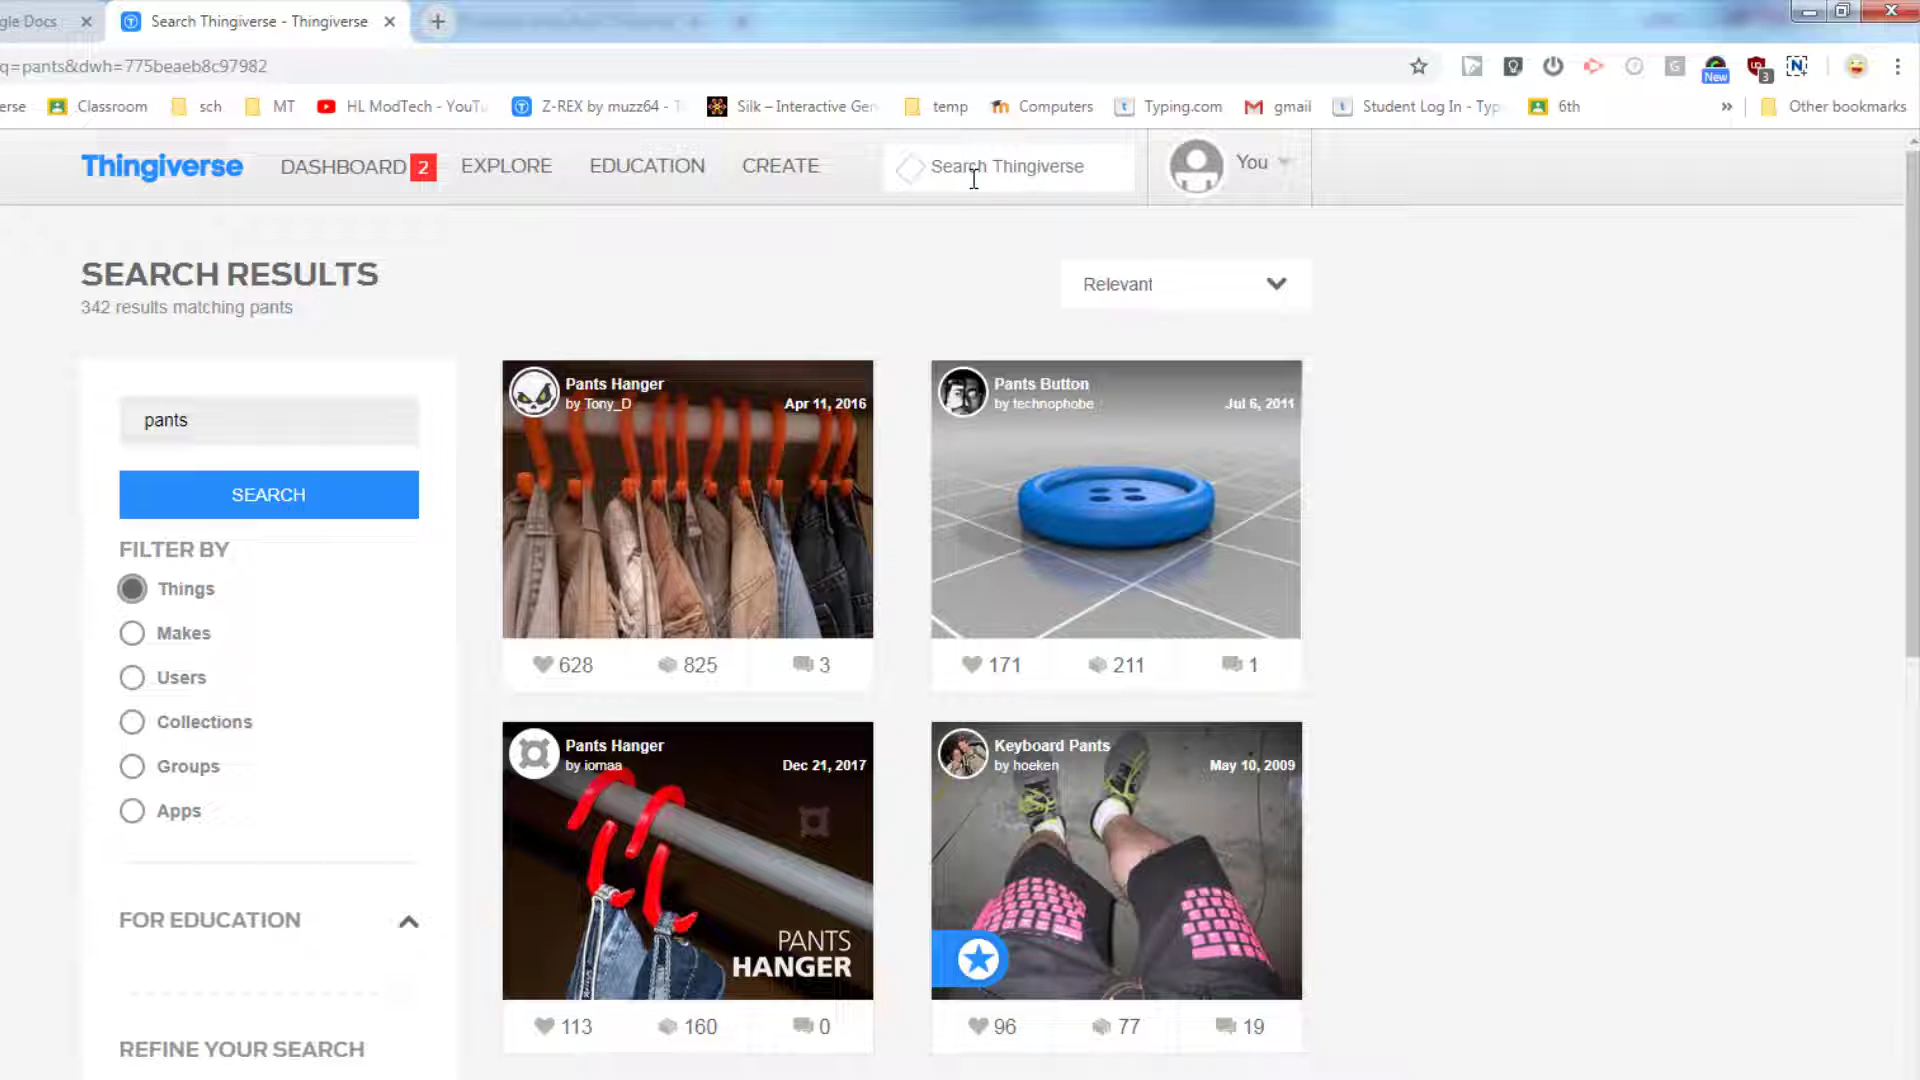 gle Docs
Search Thingiverse - Thingiverse
q=pants&dwh=775beaeb8c97982
New
3
erse
Classroom
sch
MT
HL ModTech - YouTu
Z-REX by muzz64 - T
Silk – Interactive Gen
temp
Computers
Typing.com
gmail
Student Log In - Typ
6th
»
Other bookmarks
Thingiverse
DASHBOARD 2
EXPLORE
EDUCATION
CREATE
Search Thingiverse
You
SEARCH RESULTS
342 results matching pants
Relevant
pants
SEARCH
FILTER BY
Things
Makes
Users
Collections
Groups
Apps
FOR EDUCATION
REFINE YOUR SEARCH
Pants Hanger
by Tony_D
Apr 11, 2016
628
825
3
Pants Button
by technophobe
Jul 6, 2011
171
211
1
Pants Hanger
by iomaa
Dec 21, 2017
PANTS
HANGER
113
160
0
Keyboard Pants
by hoeken
May 10, 2009
96
77
19